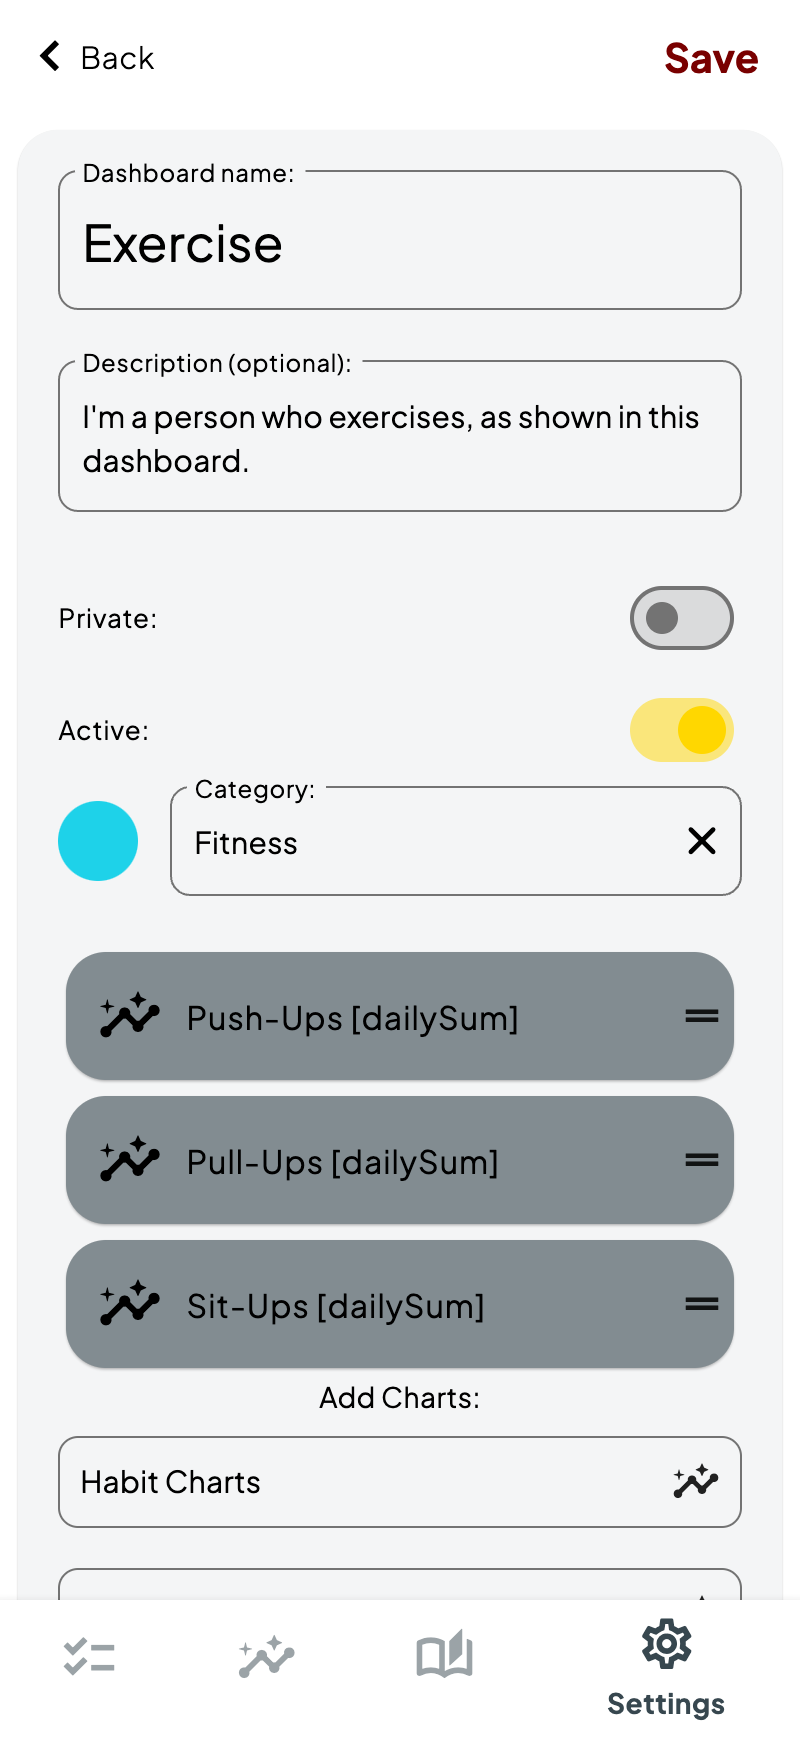 Back
Save
Dashboard name:
Exercise
Description (optional):
I'm a person who exercises, as shown in this
dashboard.
Private:
Active:
Category:
Fitness
Push-Ups [dailySum]
Pull-Ups [dailySum]
Sit-Ups [dailySum]
Add Charts:
Habit Charts
Settings